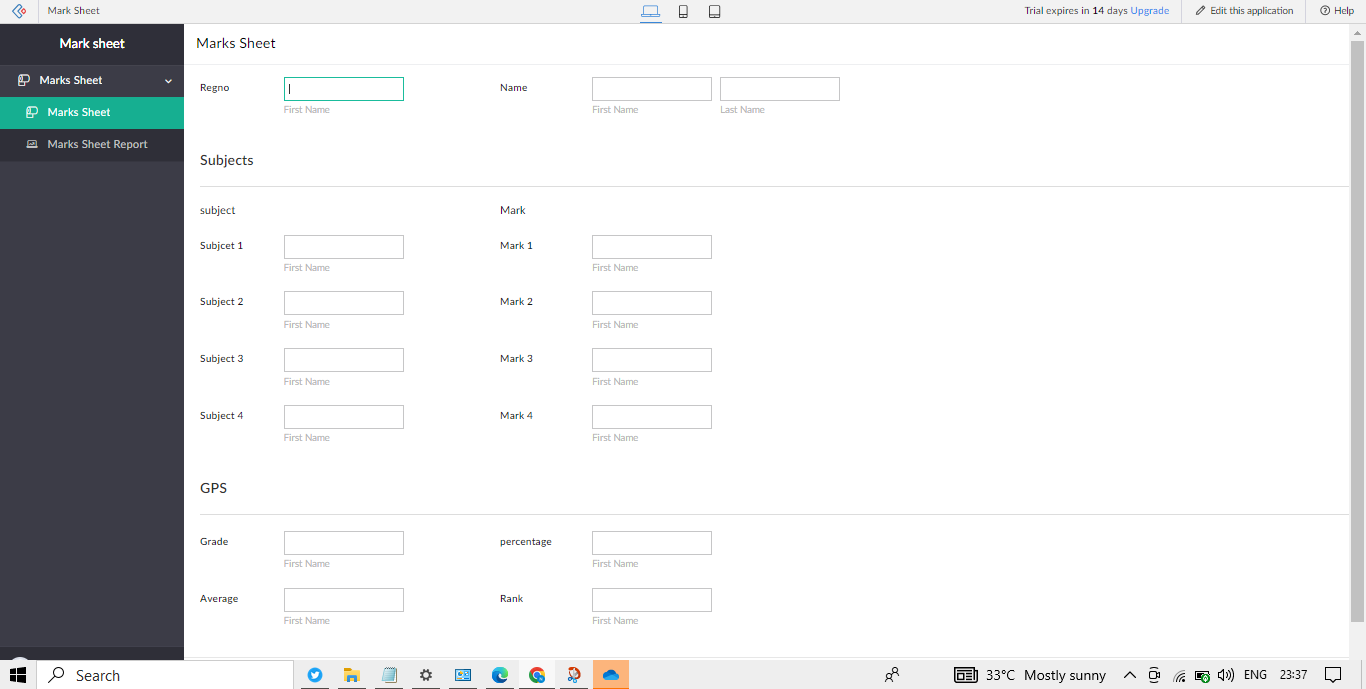 Mark Sheet
Trial expires in 14 days Upgrade
Edit this application
Help
Mark sheet
Marks Sheet
Marks Sheet
Marks Sheet Report
Marks Sheet
Regno
First Name
Name
First Name
Last Name
Subjects
subject
Mark
Subjcet 1
First Name
Mark 1
First Name
Subject 2
First Name
Mark 2
First Name
Subject 3
First Name
Mark 3
First Name
Subject 4
First Name
Mark 4
First Name
GPS
Grade
First Name
percentage
First Name
Average
First Name
Rank
First Name
Search
33°C Mostly sunny
ENG
23:37